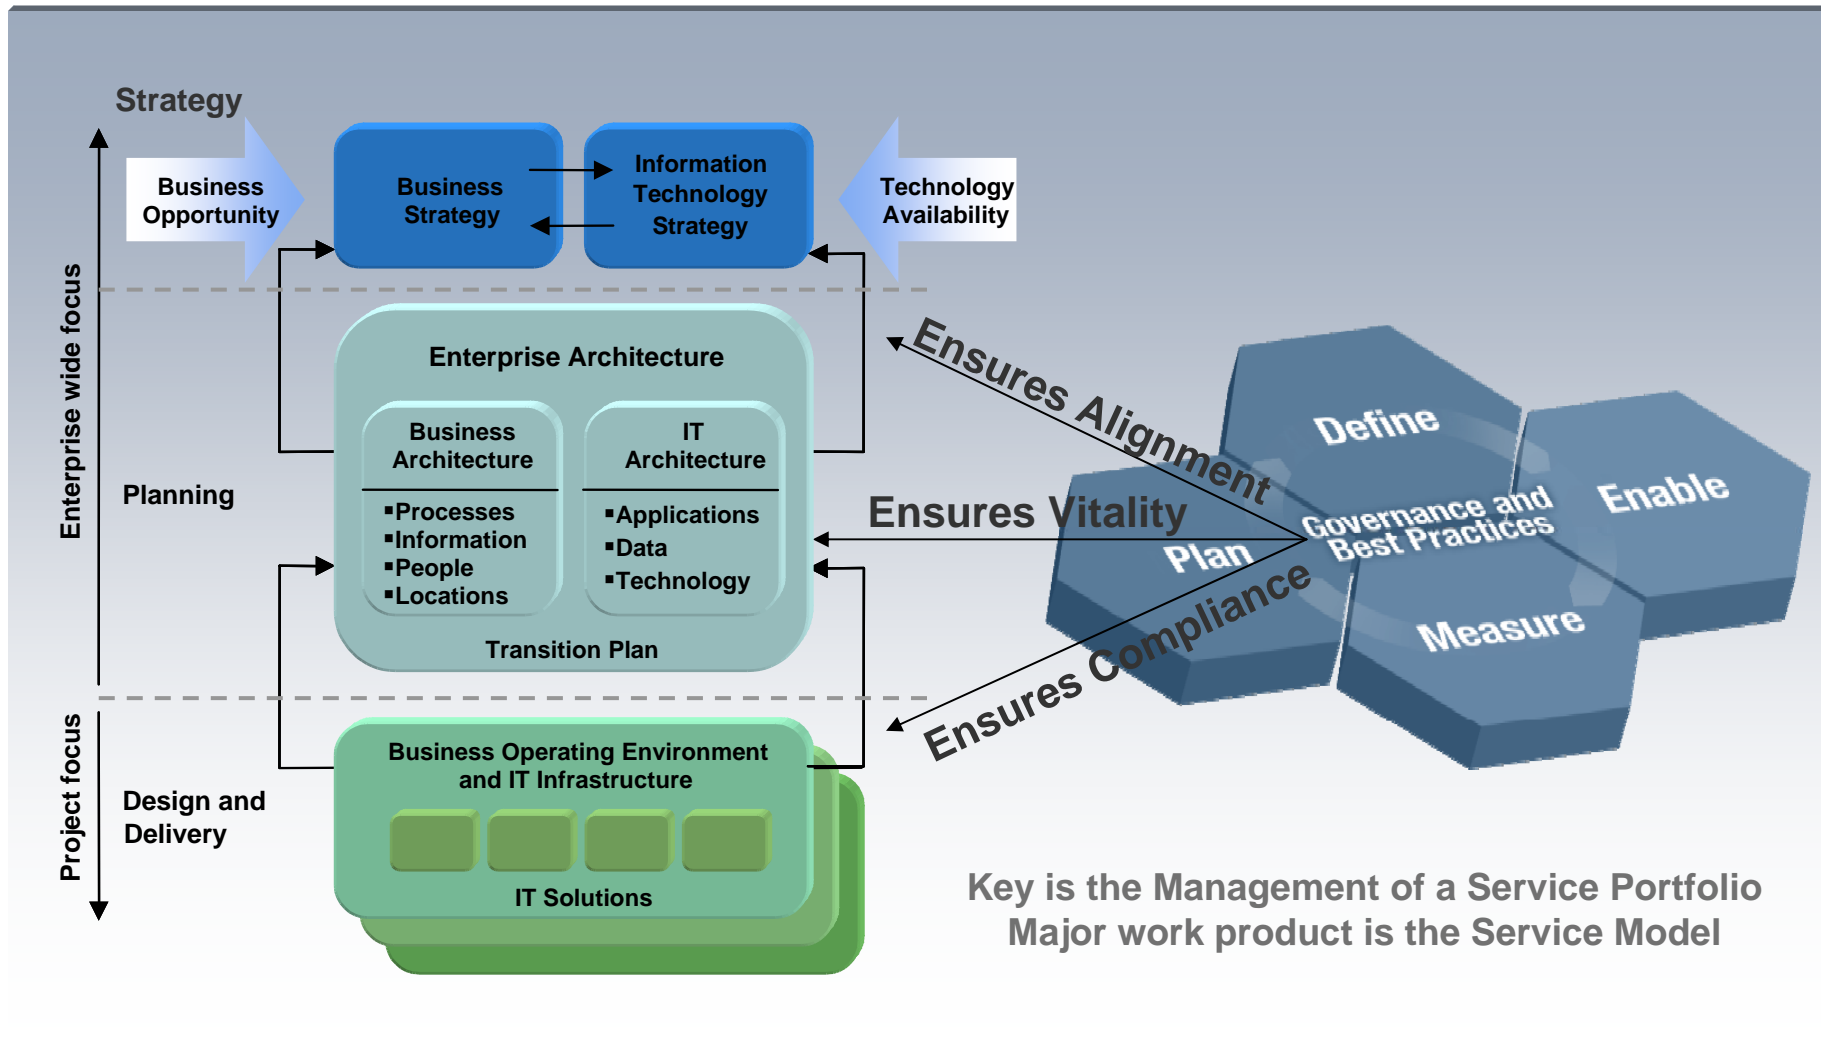 Strategy
Business
Opportunity
Business
Strategy
Information
Technology
Strategy
Technology
Availability
Enterprise wide focus
Planning
Enterprise Architecture
Business
Architecture
▪Processes
▪Information
▪People
▪Locations
IT
Architecture
▪Applications
▪Data
▪Technology
Transition Plan
Project focus
Design and
Delivery
Business Operating Environment
and IT Infrastructure
IT Solutions
Ensures Alignment
Ensures Vitality
Ensures Compliance
Define
Enable
Governance and
Best Practices
Plan
Measure
Key is the Management of a Service Portfolio
Major work product is the Service Model